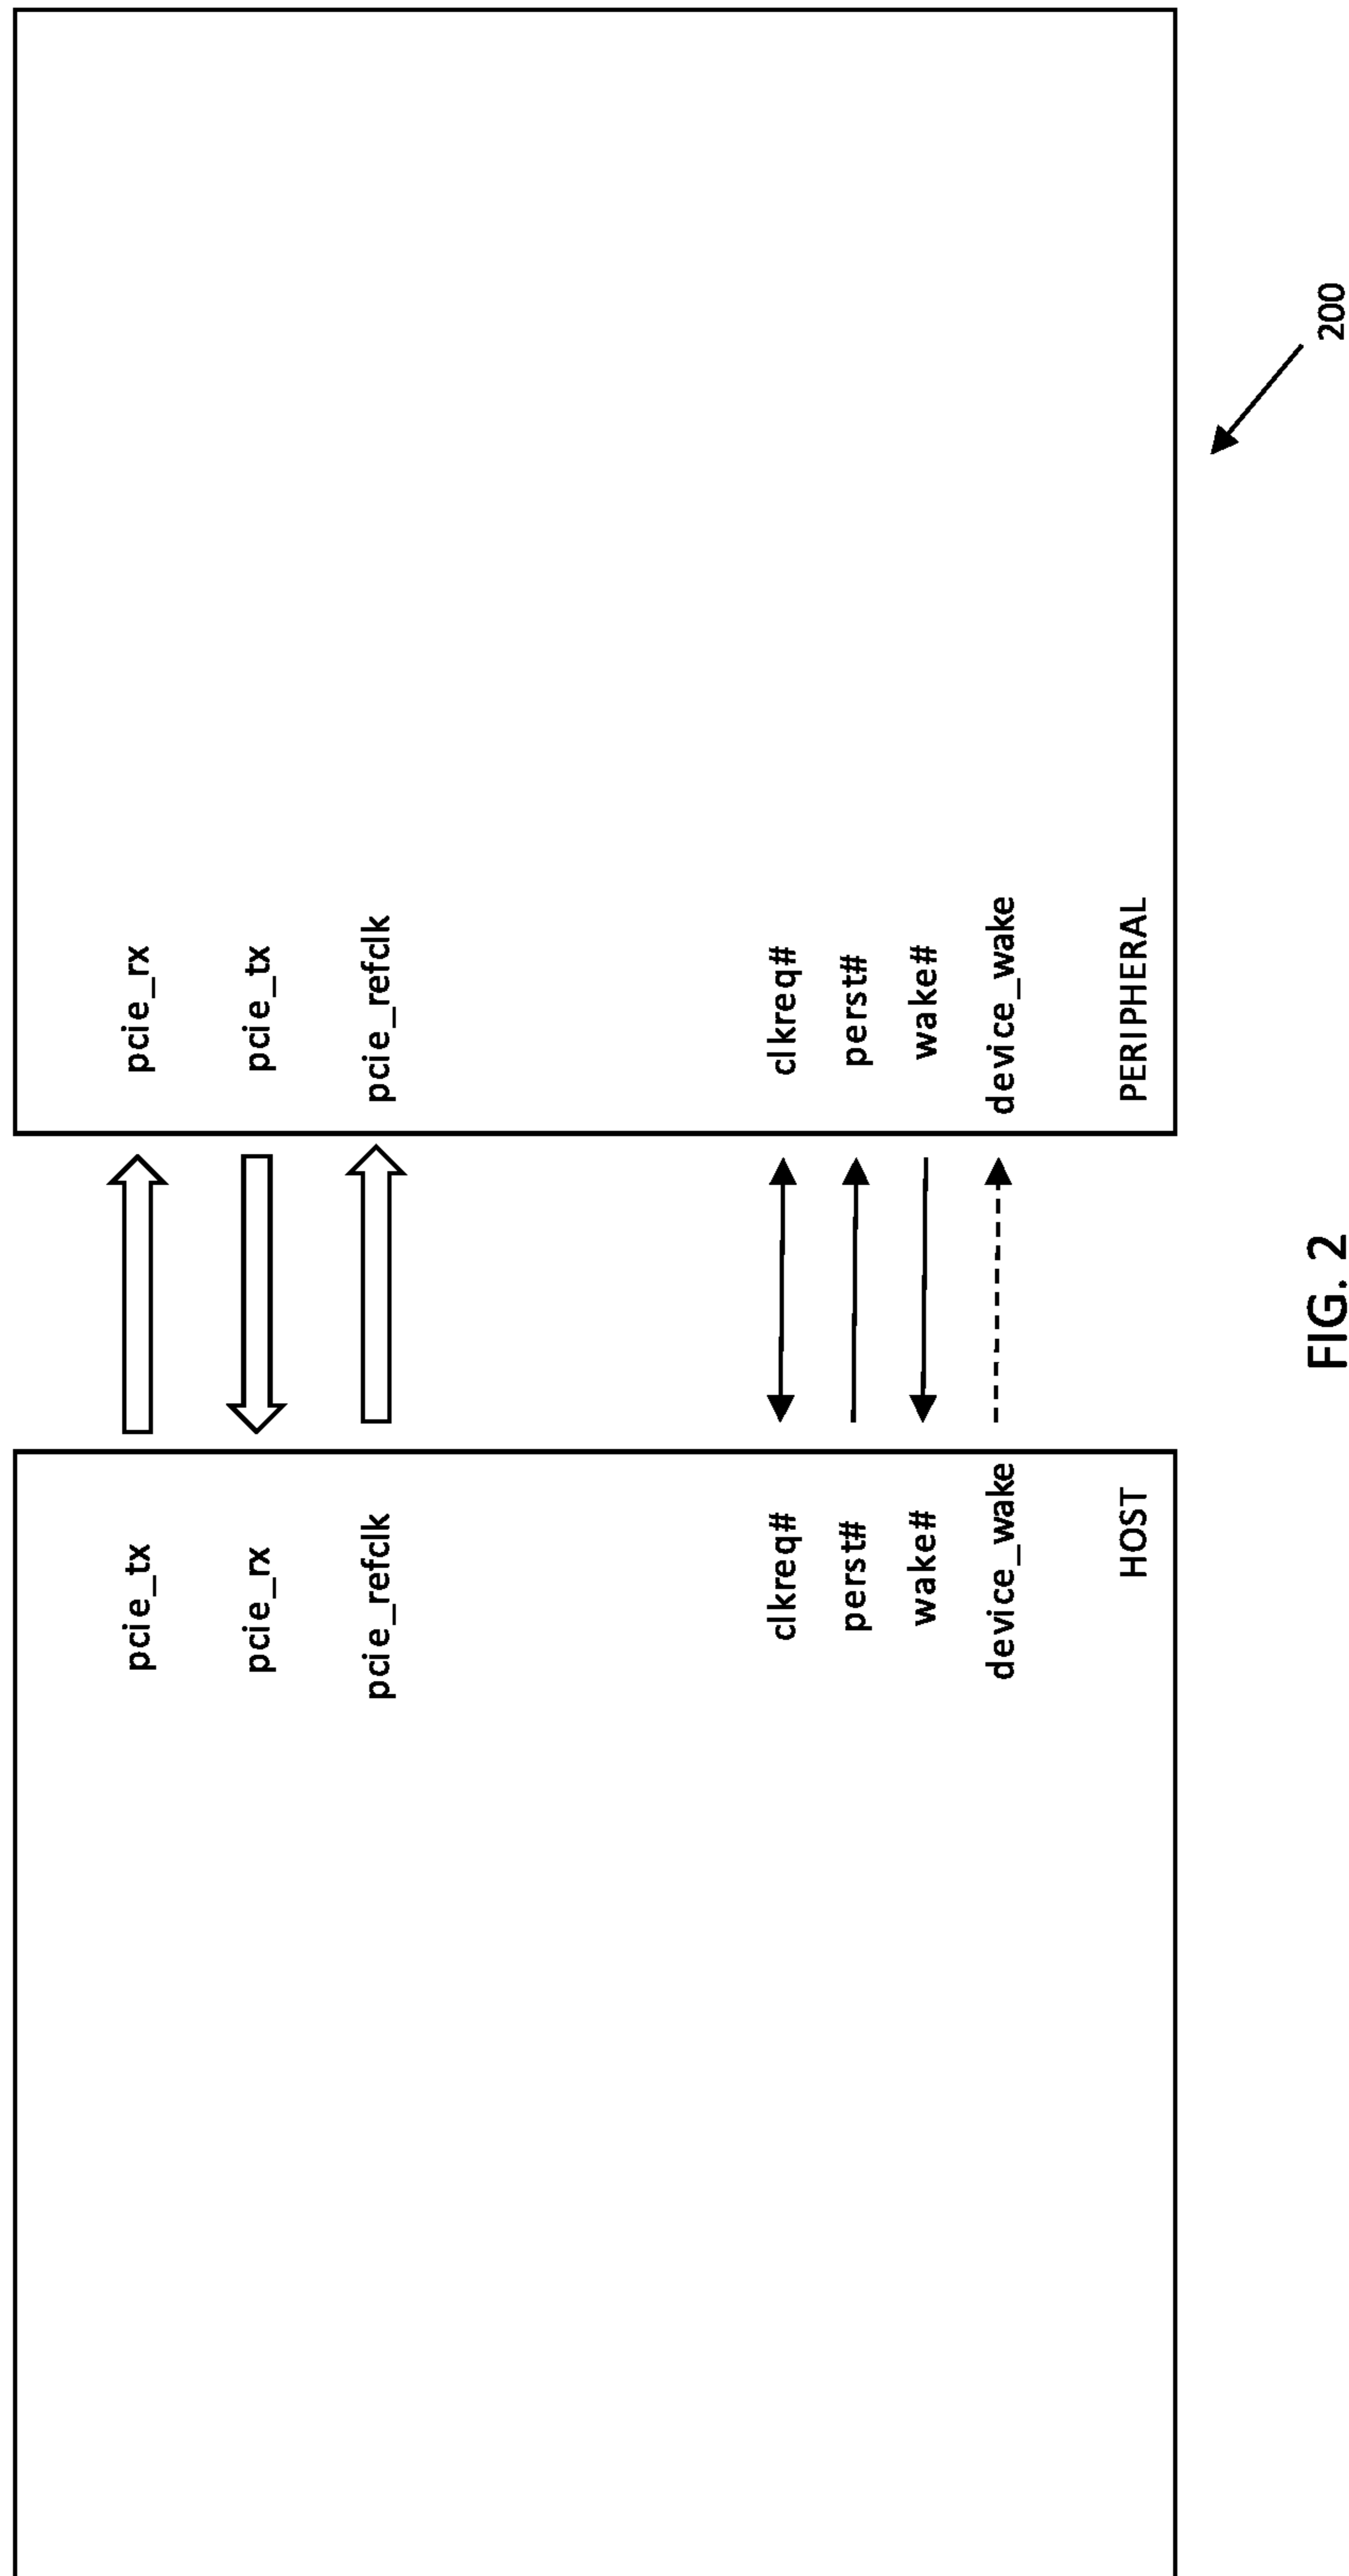 pcie_tx
pcie_rx
pcie_rx
pcie_tx
pcie_refclk
pcie_refclk
clkreq#
clkreq#
perst#
perst#
wake#
wake#
device_wake
device_wake
HOST
PERIPHERAL
200
FIG. 2